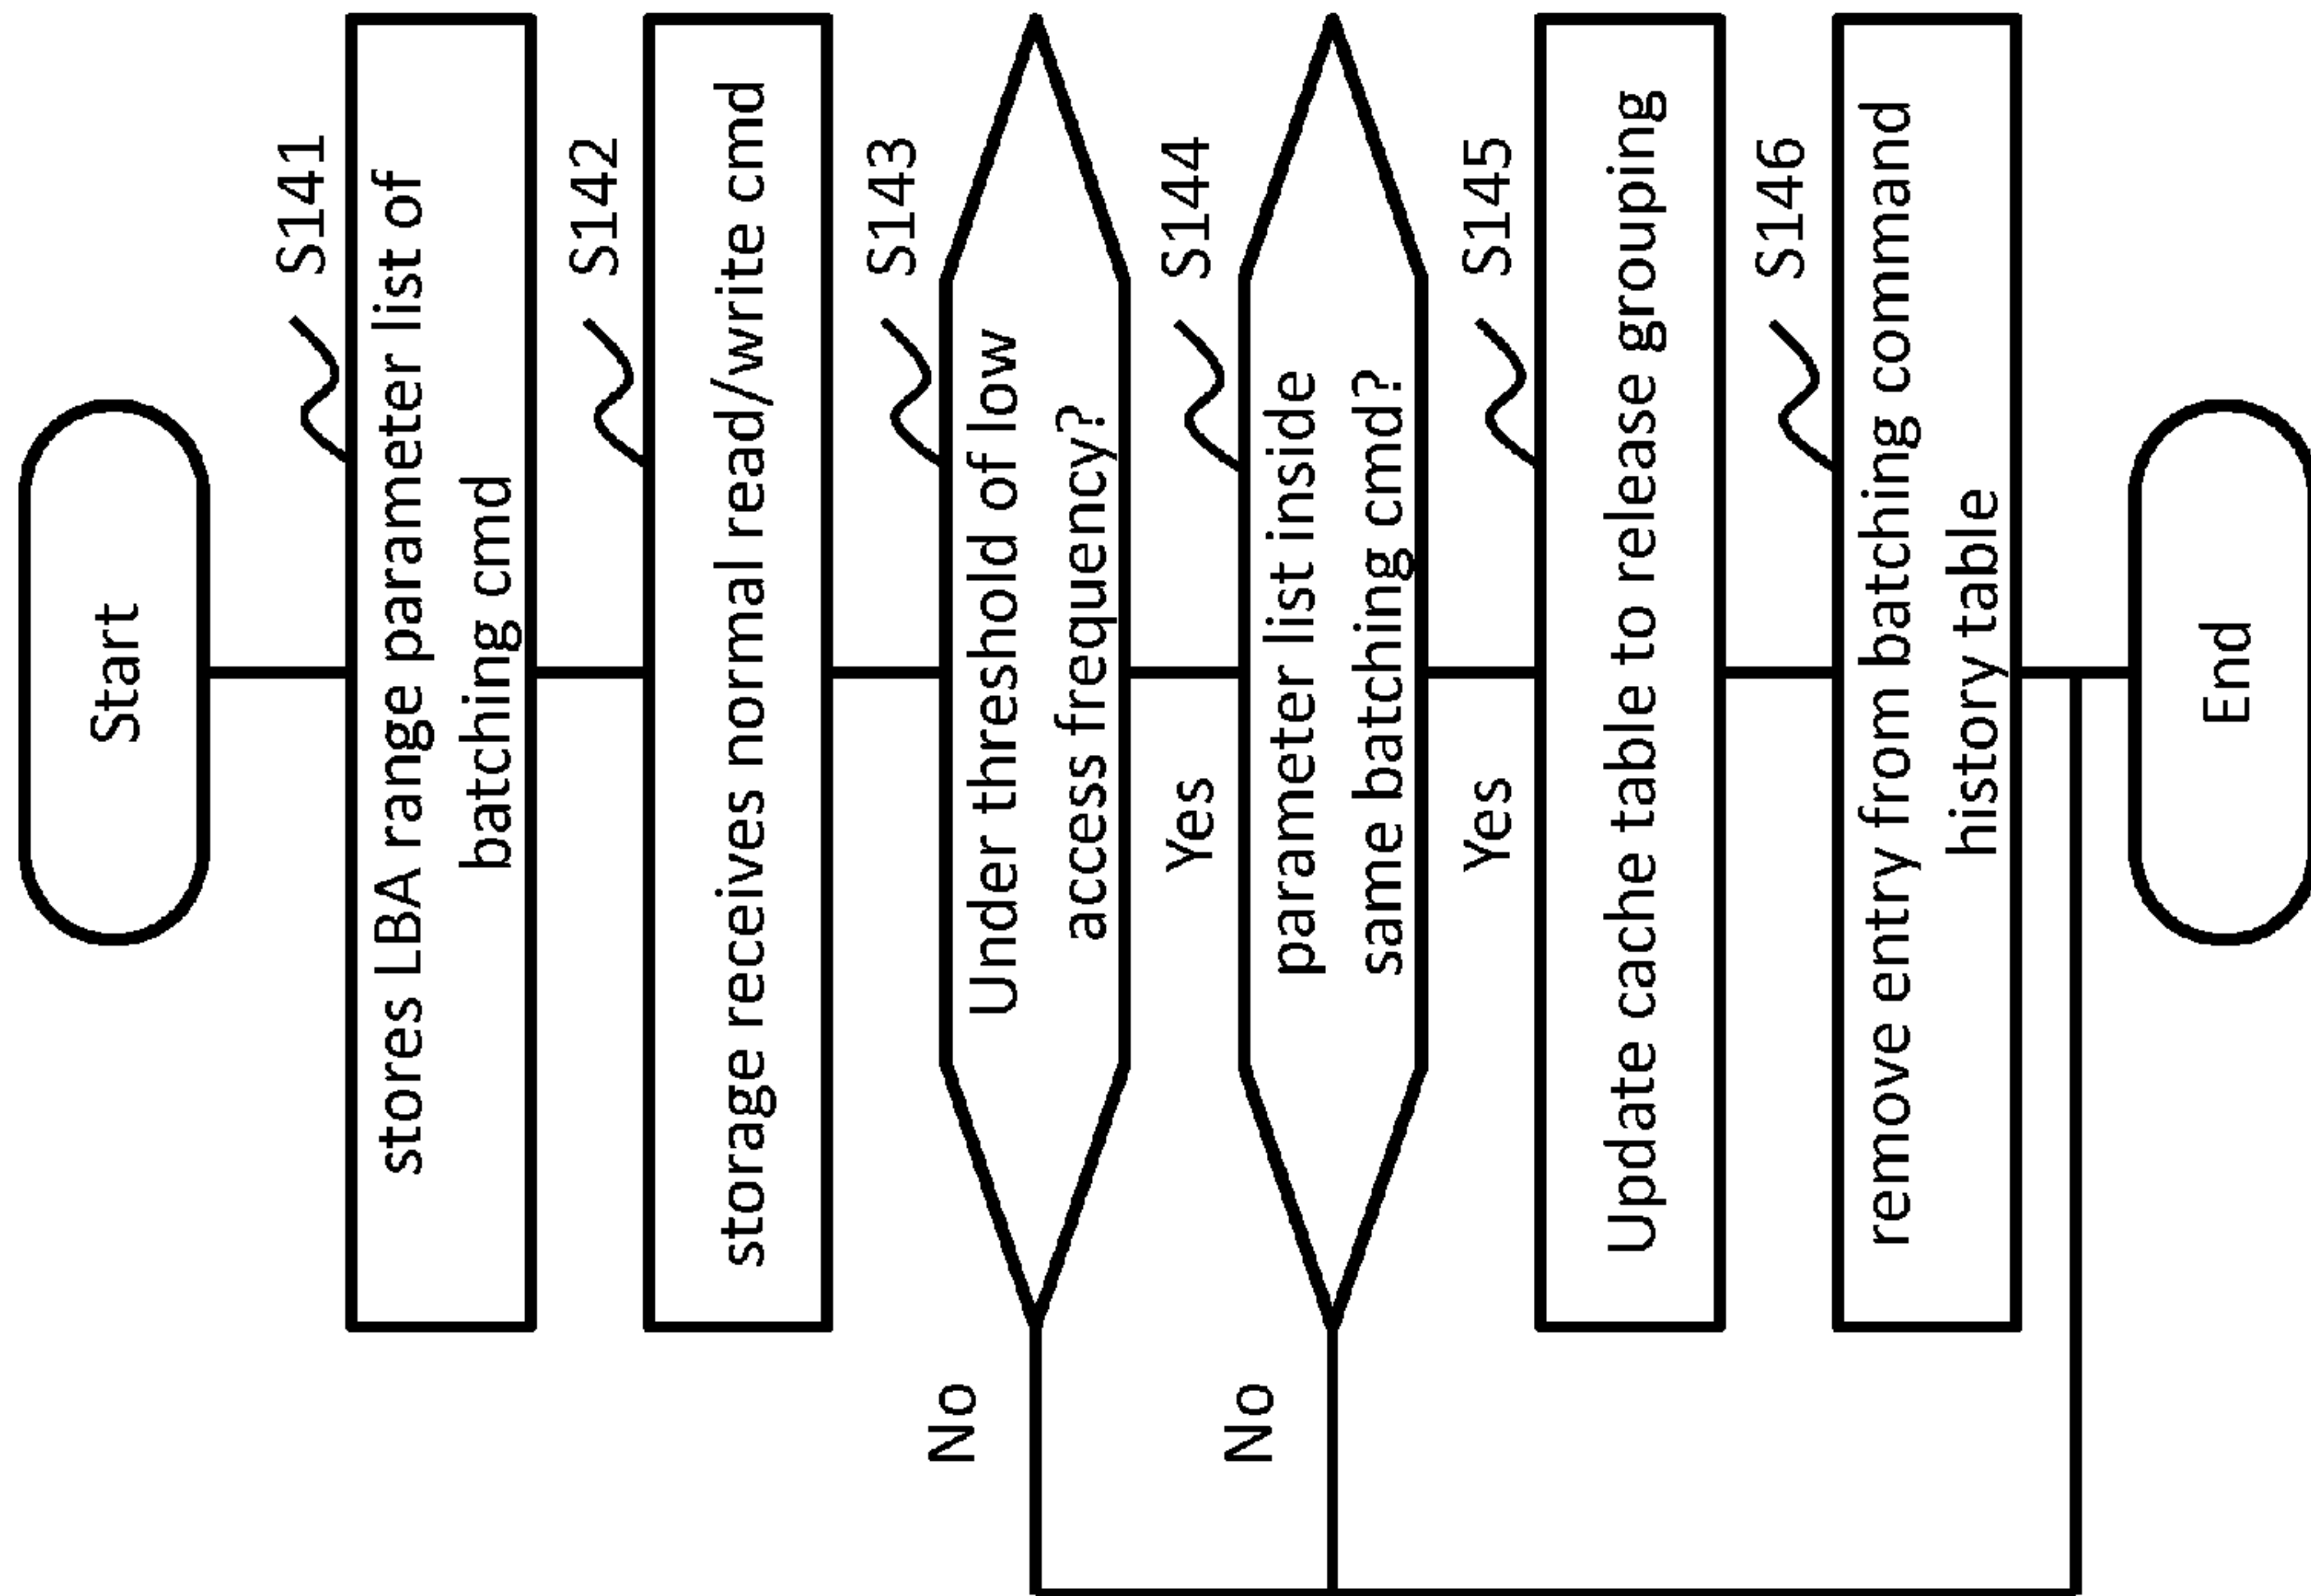 Start
S141
stores LBA range parameter list of
batching cmd
S142
storage receives normal read/write cmd
S143
Under threshold of low
access frequency?
No
Yes
S144
parameter list inside
same batching cmd?
No
Yes
S145
Update cache table to release grouping
S146
remove entry from batching command
history table
End